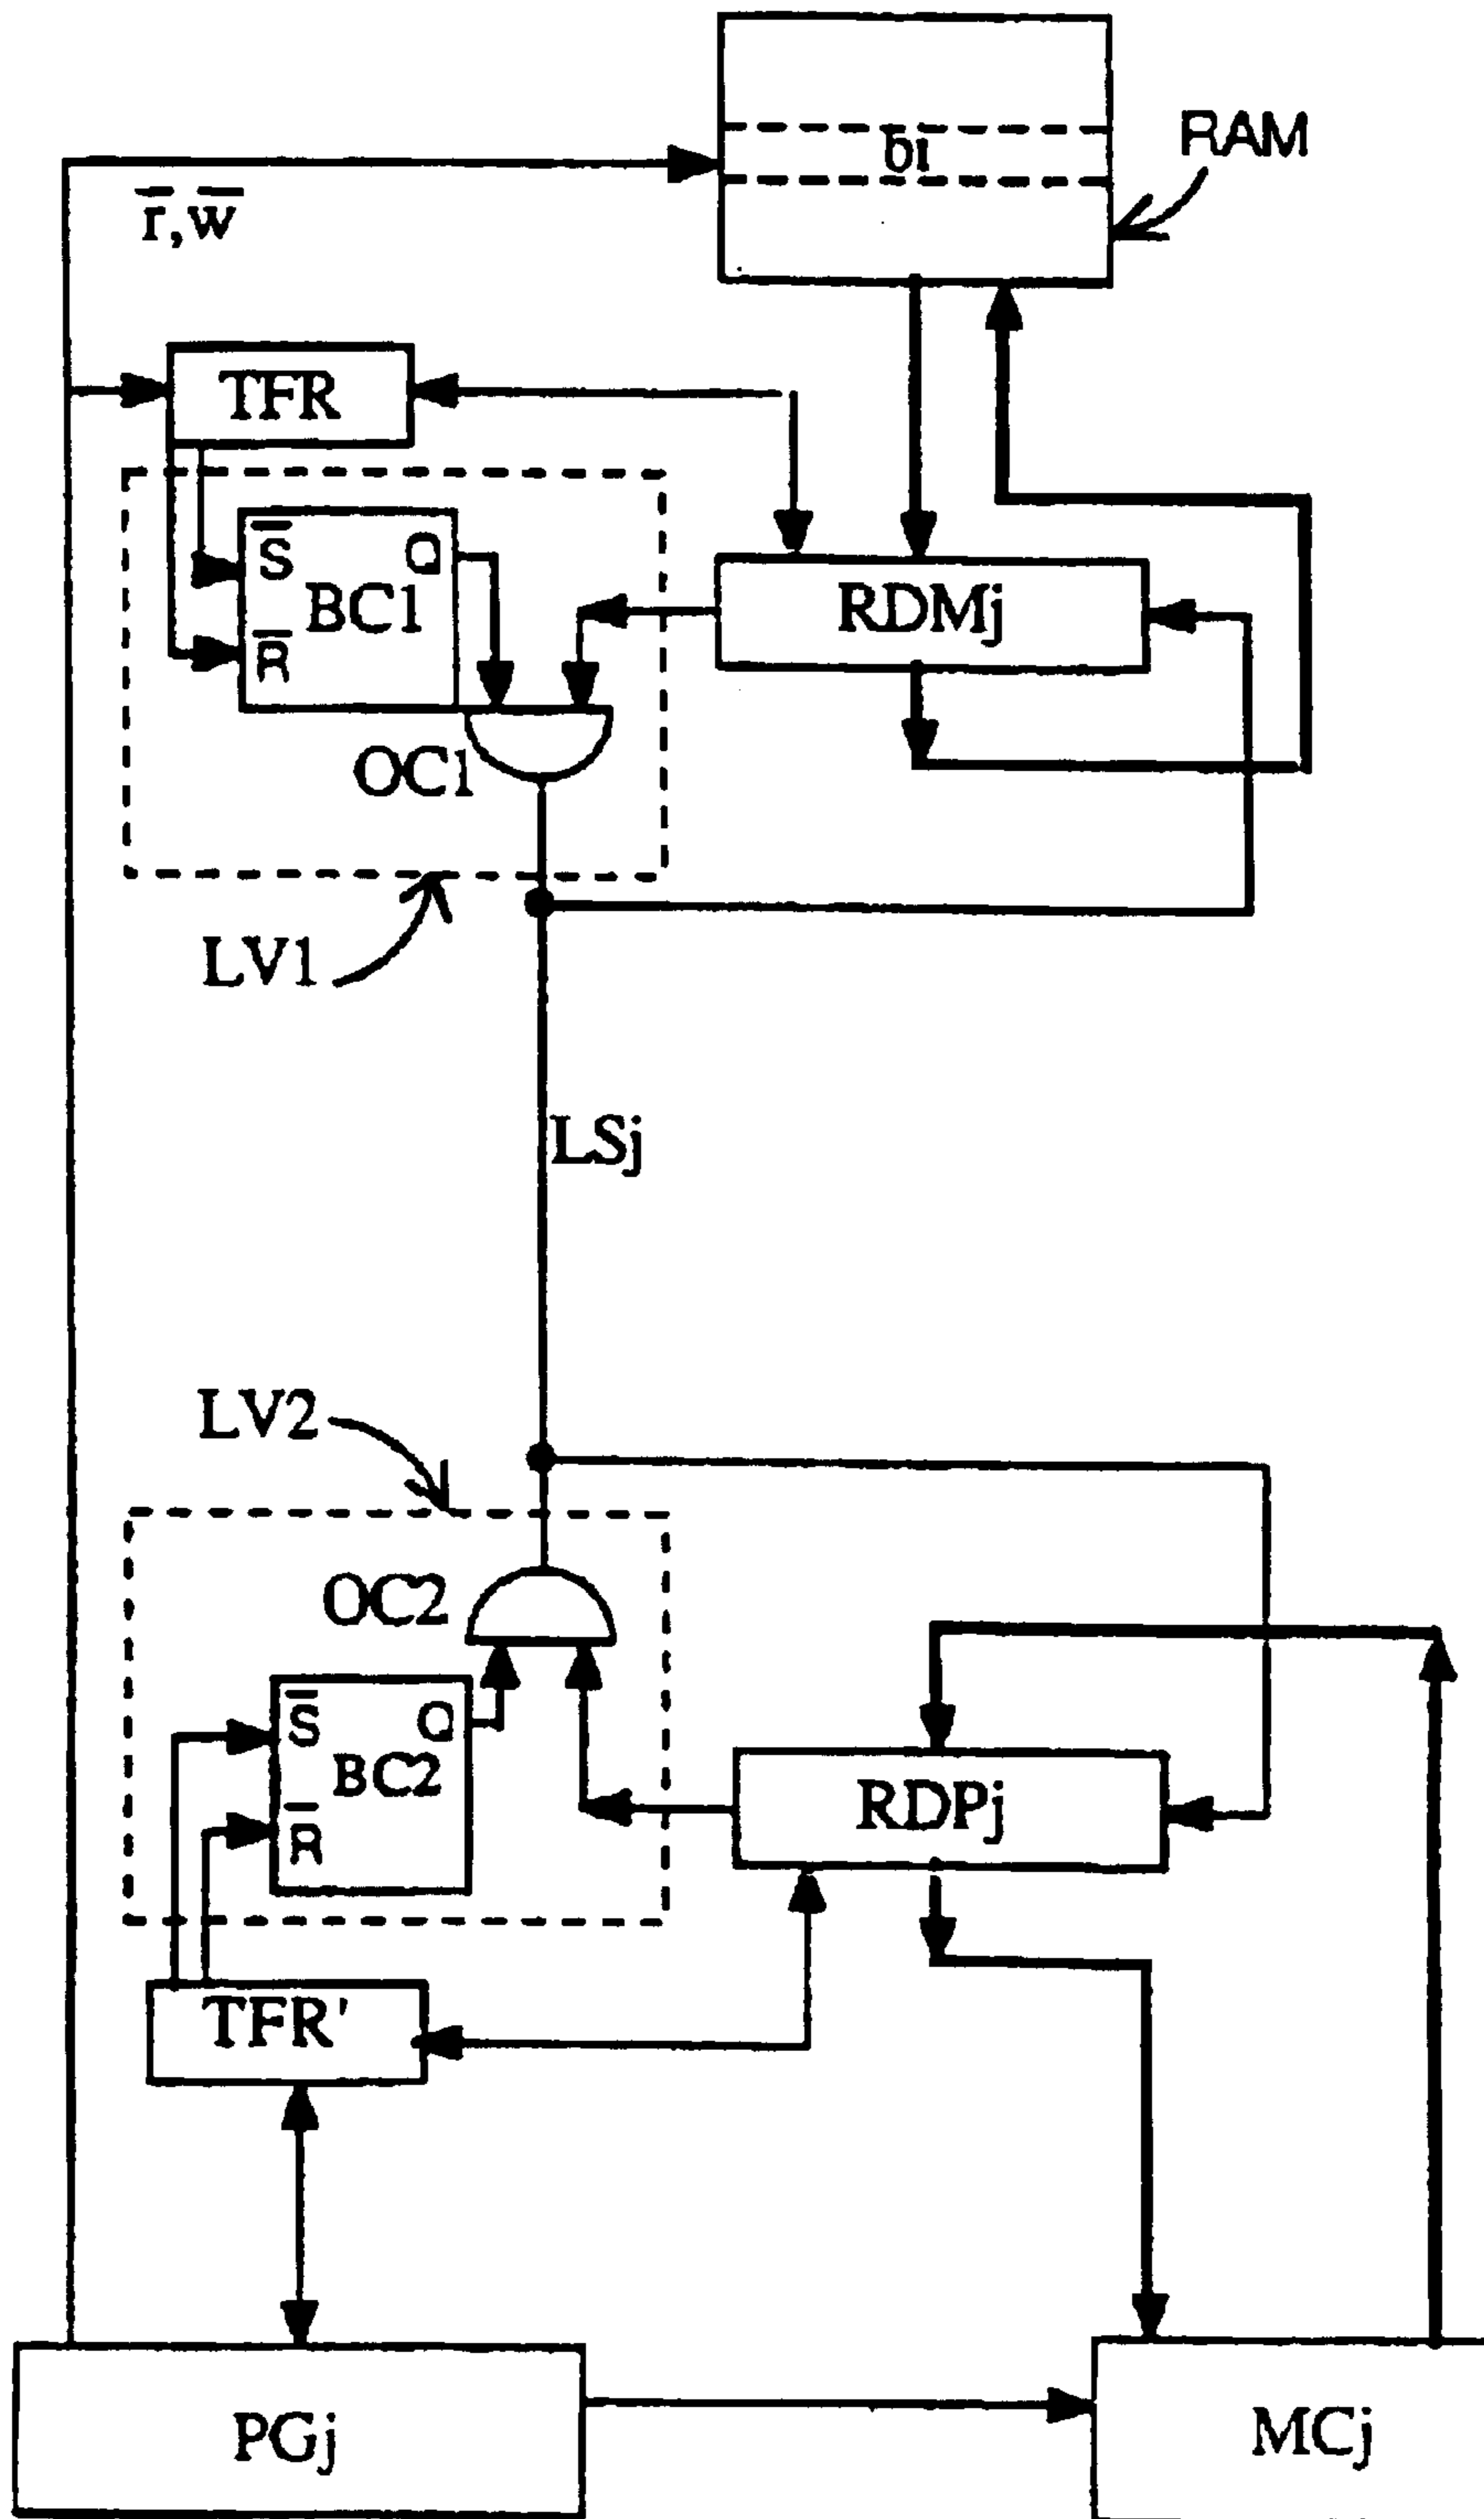 bi
RAM
r̅,w̅
TFR
S̅
Q
BC1
R̅
RDMj
OC1
LV1
LSj
LV2
OC2
S̅
Q
BC2
R̅
RDPj
TFR'
PGj
MCj